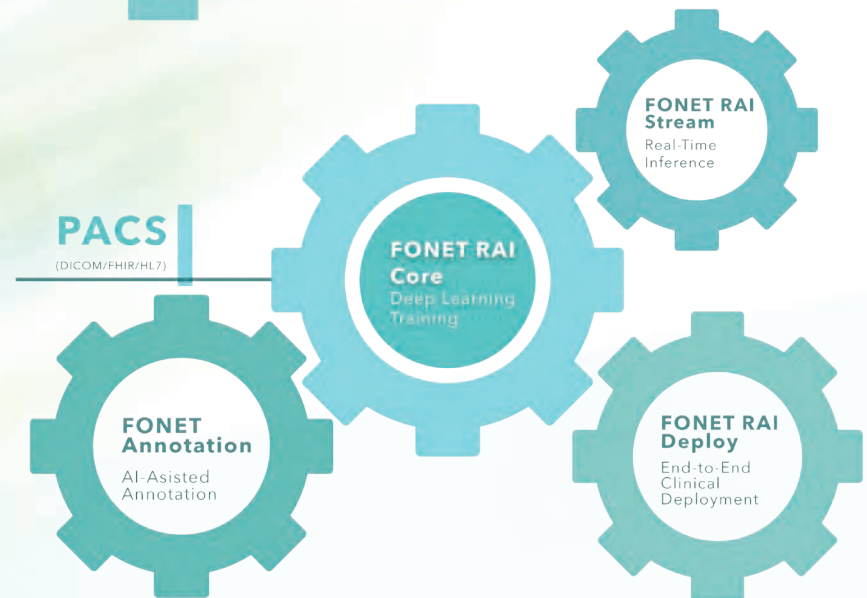 FONET RAI
Stream
Real-Time
Inference
PACS
(DICOM/FHIR/HL7)
FONET RAI
Core
Deep Learning
Training
FONET
Annotation
AI-Asisted
Annotation
FONET RAI
Deploy
End-to-End
Clinical
Deployment